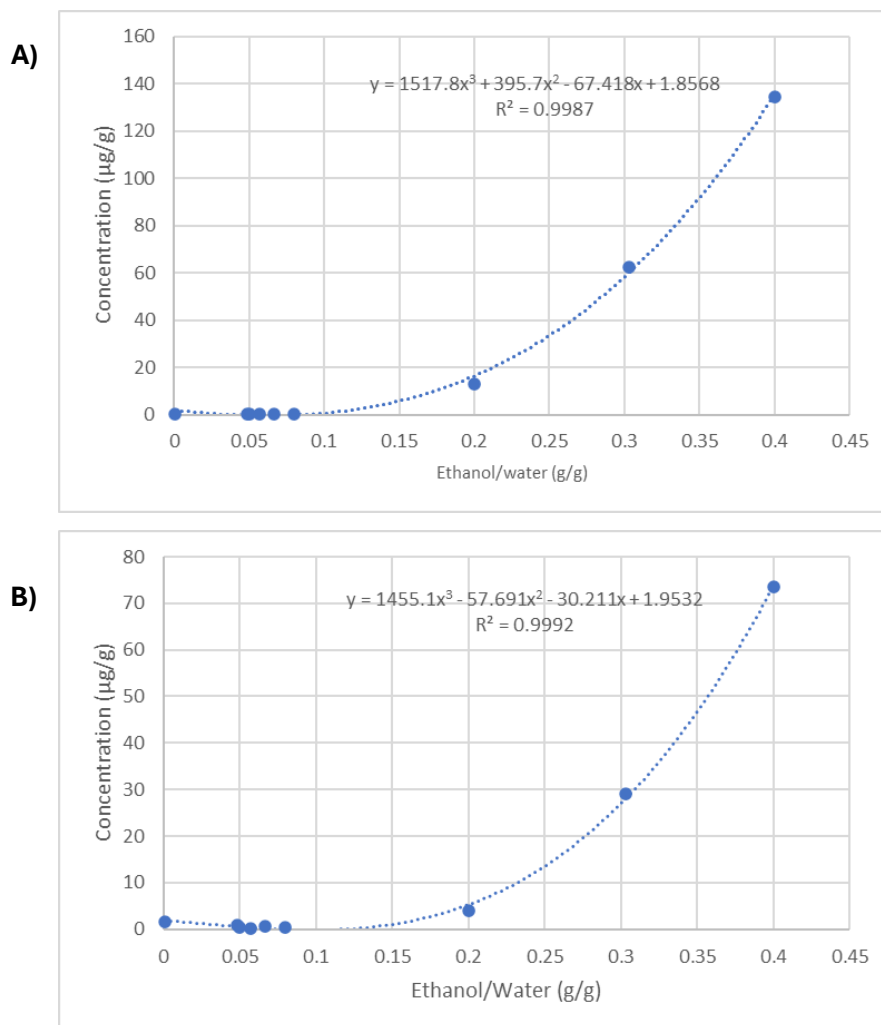 A)
160
140
120
100
80
60
40
20
0
Concentration (µg/g)
y = 1517.8x³ + 395.7x² - 67.418x + 1.8568
R² = 0.9987
0 0.05 0.1 0.15 0.2 0.25 0.3 0.35 0.4 0.45
Ethanol/water (g/g)
B)
80
70
60
50
40
30
20
10
0
Concentration (µg/g)
y = 1455.1x³ - 57.691x² - 30.211x + 1.9532
R² = 0.9992
0 0.05 0.1 0.15 0.2 0.25 0.3 0.35 0.4 0.45
Ethanol/Water (g/g)